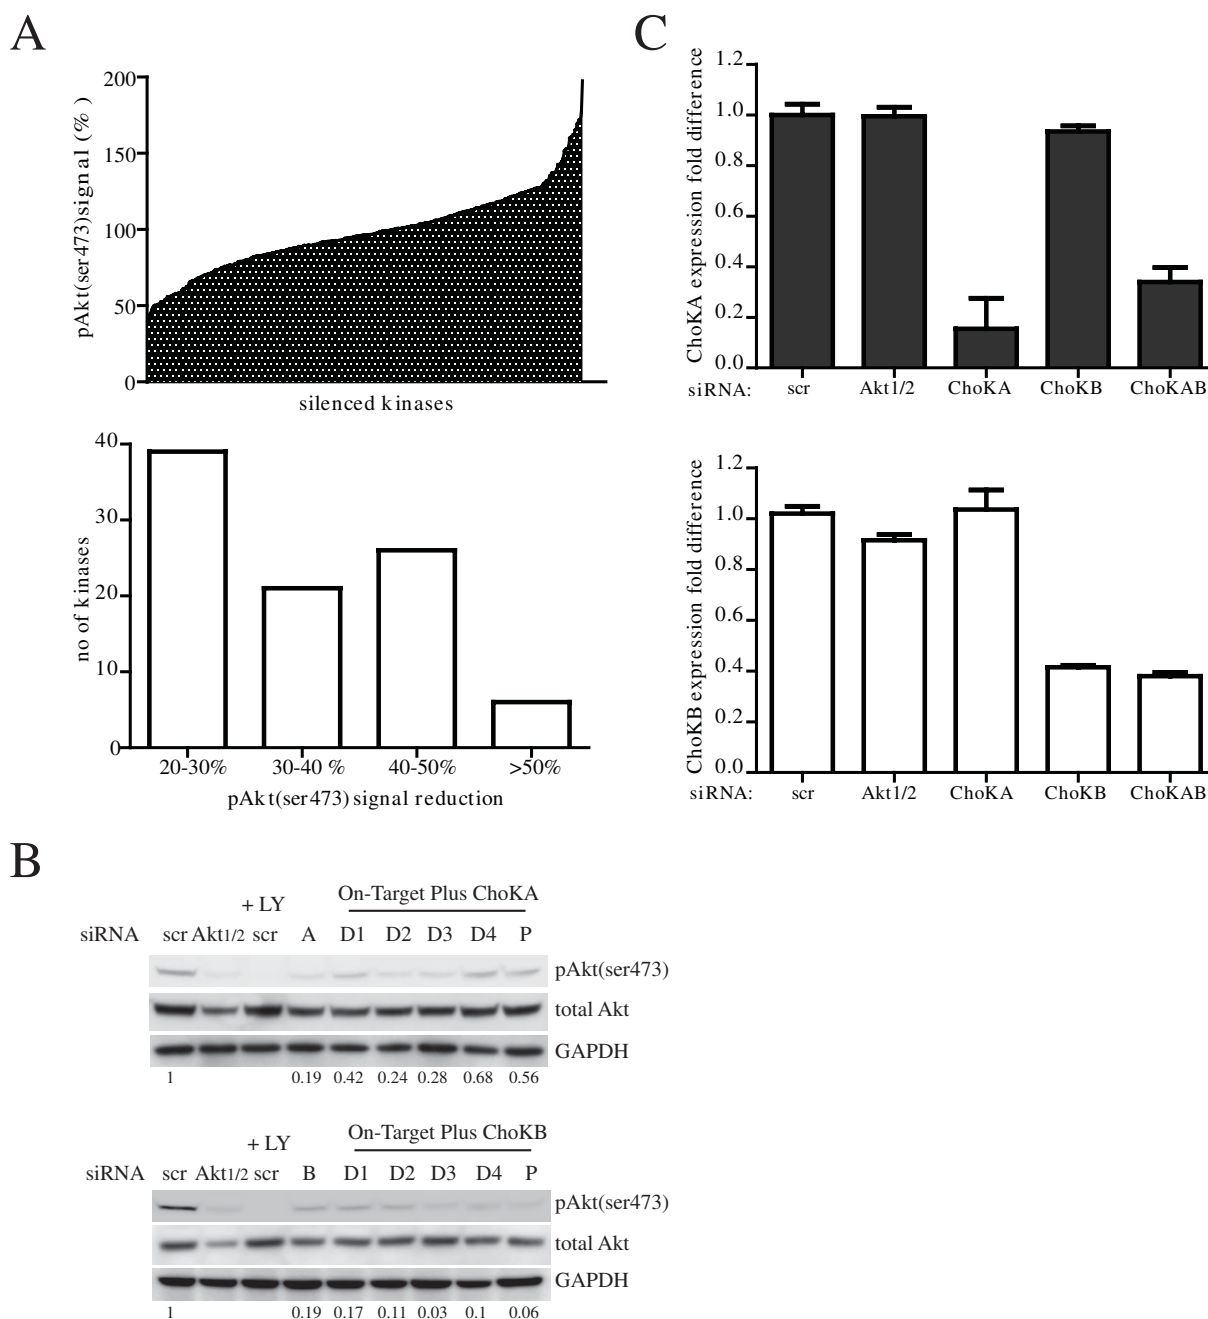 A
200
150
100
50
0
pAkt(ser473)signal (%)
silenced kinases
40
30
20
10
0
no of kinases
20-30% 30-40 % 40-50% >50%
pAkt(ser473) signal reduction
C
1.2
1.0
0.8
0.6
0.4
0.2
0.0
ChoKA expression fold difference
siRNA: scr Akt1/2 ChoKA ChoKB ChoKAB
1.2
1.0
0.8
0.6
0.4
0.2
0.0
ChoKB expression fold difference
siRNA: scr Akt1/2 ChoKA ChoKB ChoKAB
B
On-Target Plus ChoKA
+ LY
siRNA scr Akt1/2 scr A D1 D2 D3 D4 P
pAkt(ser473)
total Akt
GAPDH
1 0.19 0.42 0.24 0.28 0.68 0.56
On-Target Plus ChoKB
+ LY
siRNA scr Akt1/2 scr B D1 D2 D3 D4 P
pAkt(ser473)
total Akt
GAPDH
1 0.19 0.17 0.11 0.03 0.1 0.06